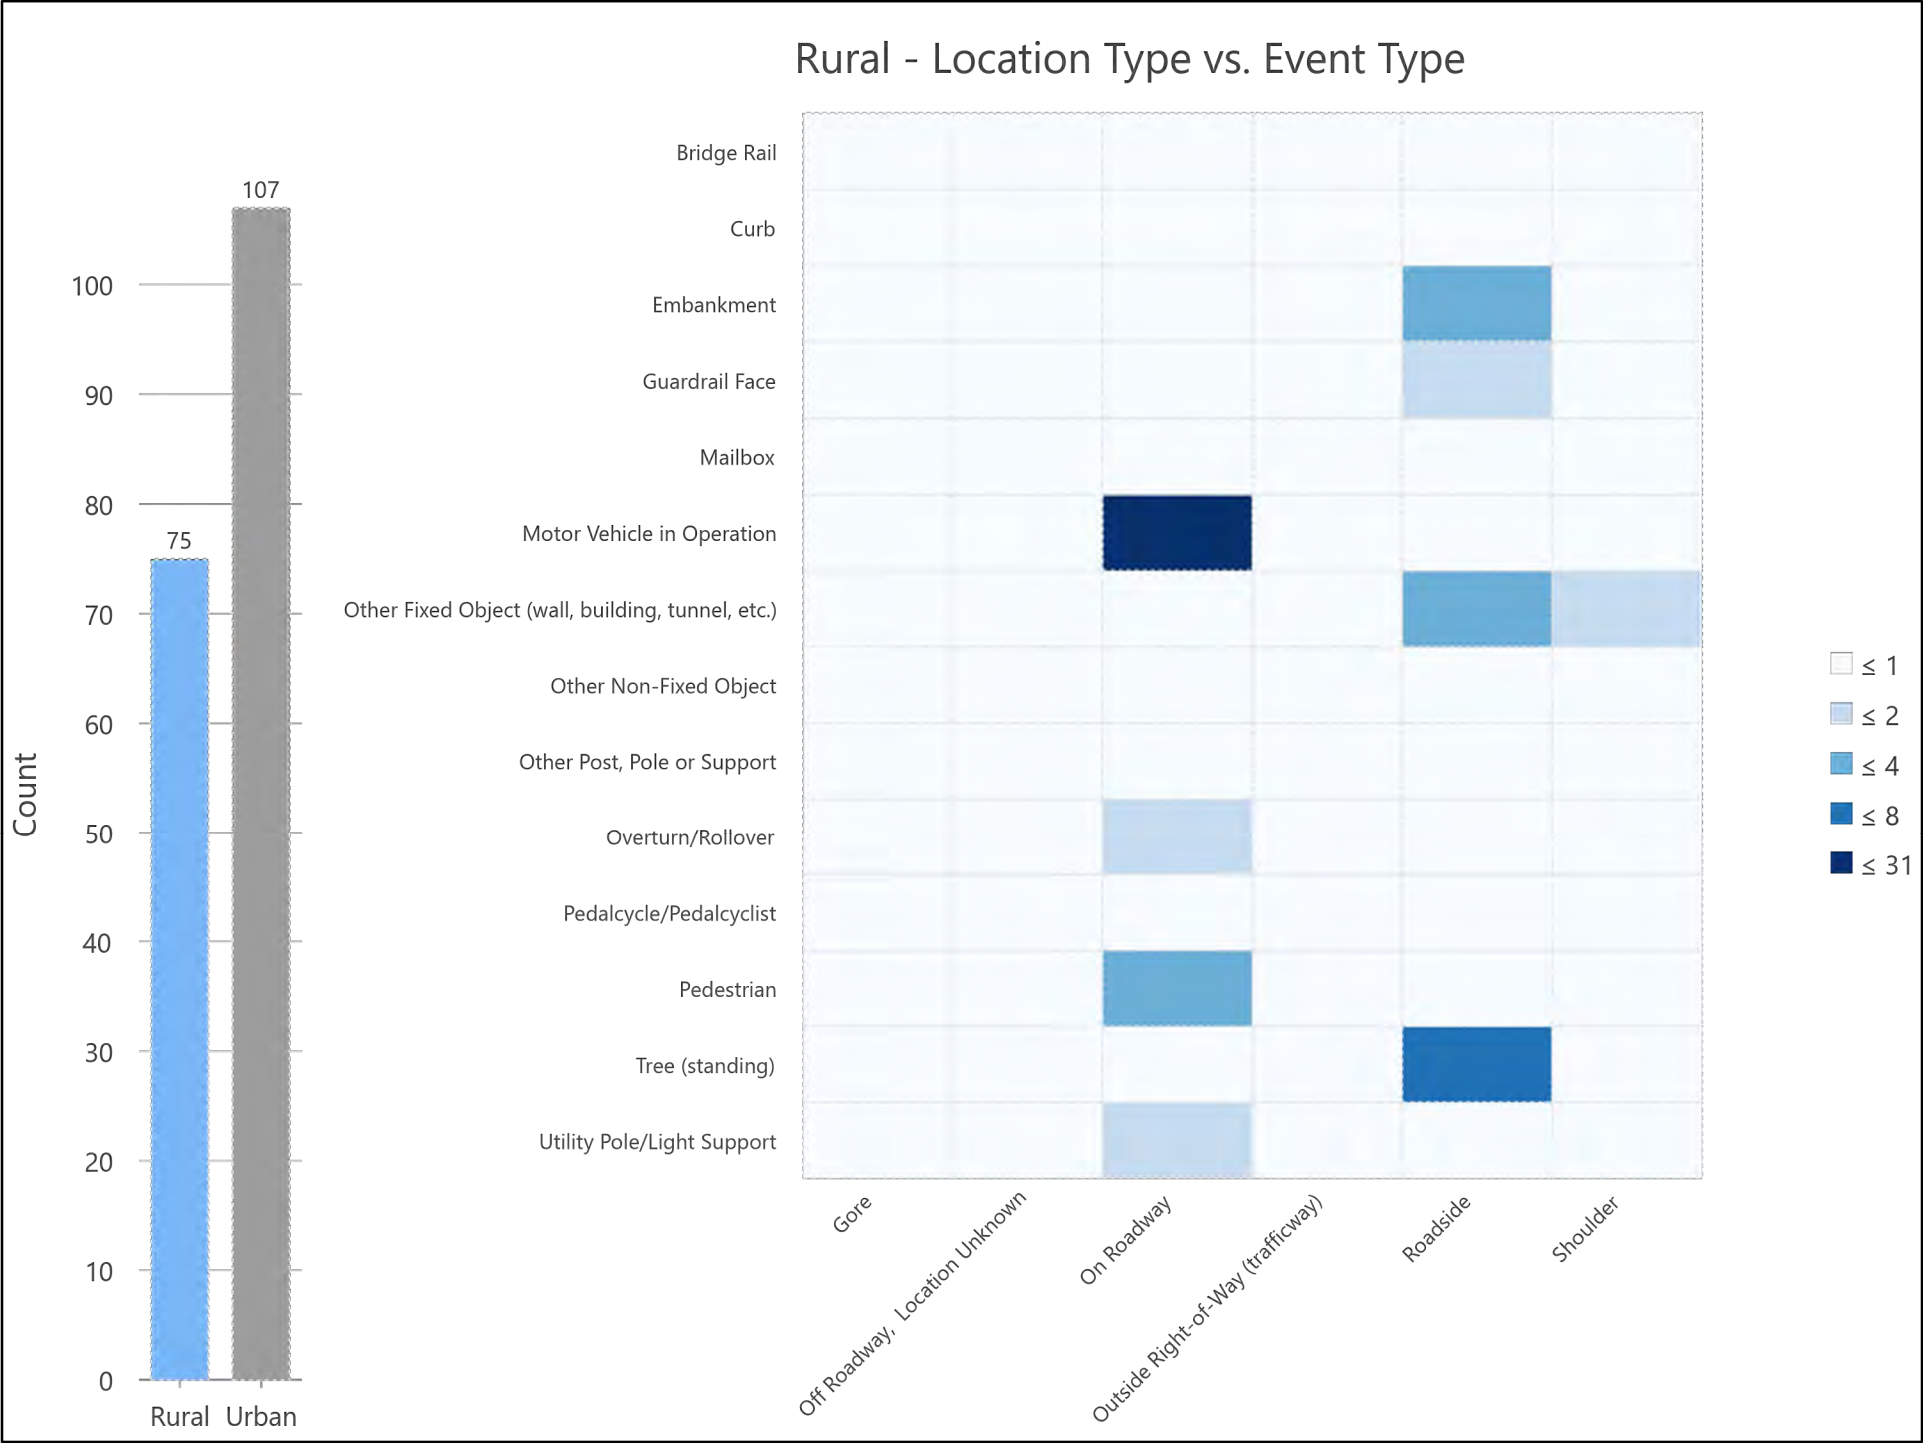 Rural - Location Type vs. Event Type
Count
100
90
80
70
60
50
40
30
20
10
0
75
107
Rural
Urban
Bridge Rail
Curb
Embankment
Guardrail Face
Mailbox
Motor Vehicle in Operation
Other Fixed Object (wall, building, tunnel, etc.)
Other Non-Fixed Object
Other Post, Pole or Support
Overturn/Rollover
Pedalcycle/Pedalcyclist
Pedestrian
Tree (standing)
Utility Pole/Light Support
Gore
Off Roadway,  Location Unknown
On Roadway
Outside Right-of-Way (trafficway)
Roadside
Shoulder
≤ 1
≤ 2
≤ 4
≤ 8
≤ 31